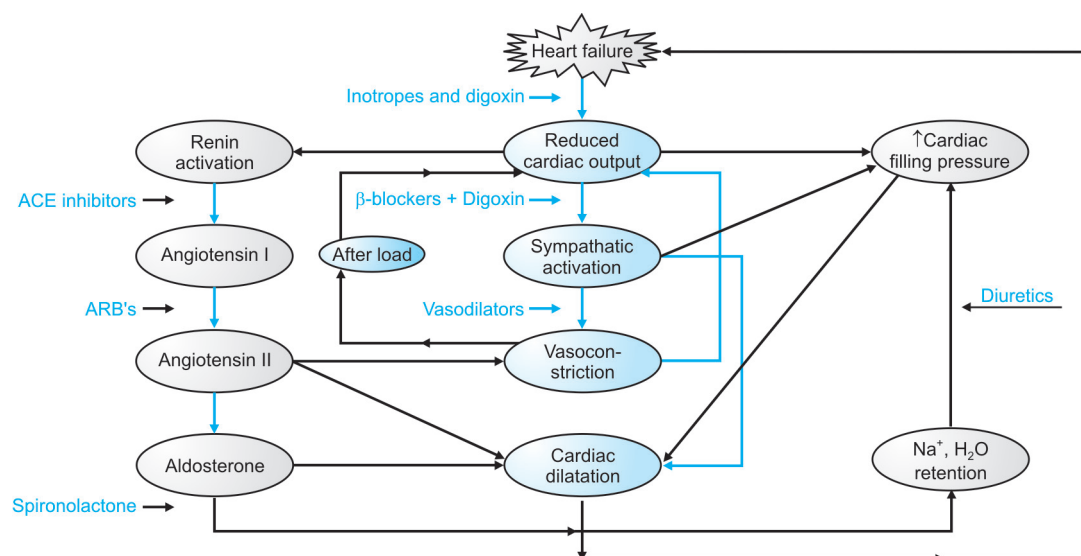 Heart failure
Inotropes and digoxin
Renin
activation
Reduced
cardiac output
↑Cardiac
filling pressure
ACE inhibitors
β-blockers + Digoxin
Angiotensin I
After load
Sympathatic
activation
ARB's
Vasodilators
Diuretics
Angiotensin II
Vasocon-
striction
Aldosterone
Cardiac
dilatation
Na⁺, H₂O
retention
Spironolactone